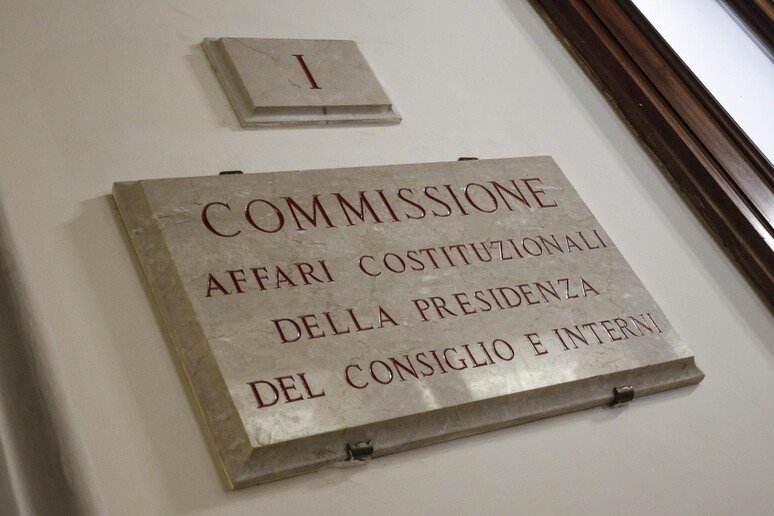 I
COMMISSIONE
AFFARI COSTITUZIONALI
DELLA PRESIDENZA
DEL CONSIGLIO E INTERNI